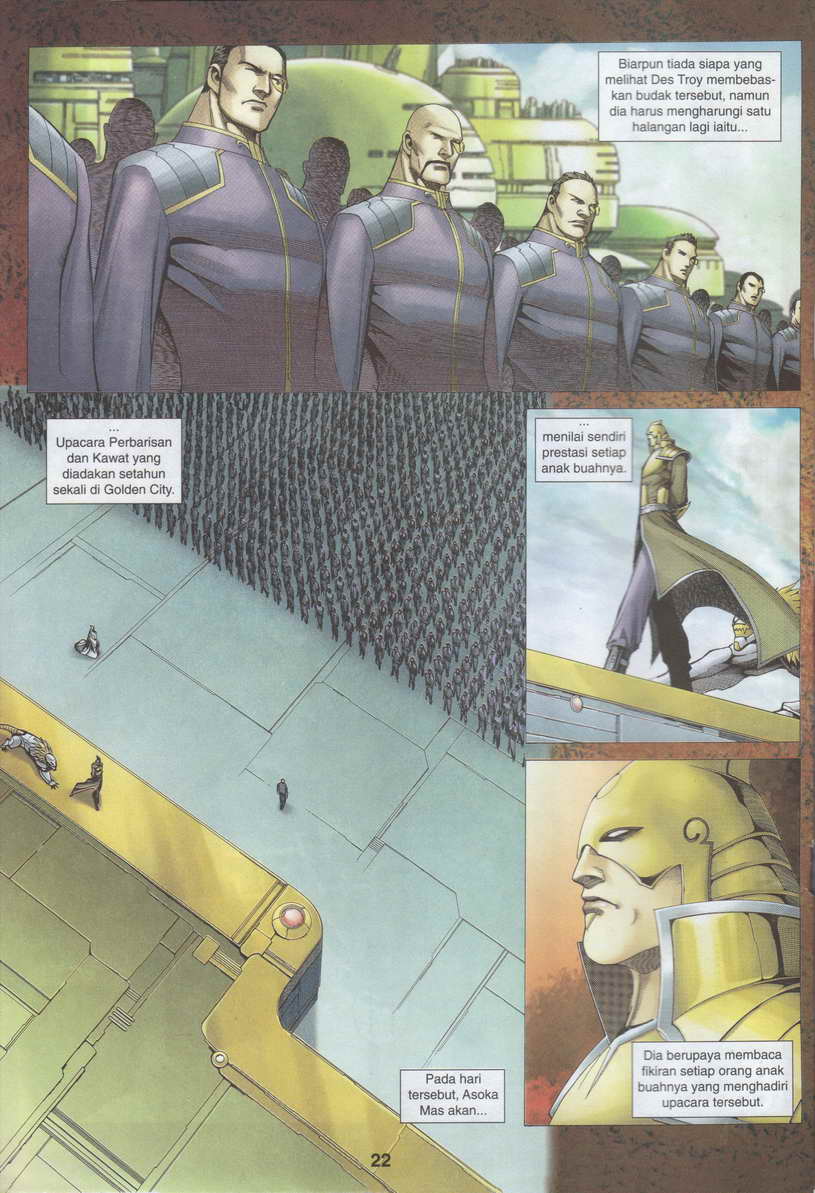 Biarpun tiada siapa yang
melihat Des Troy membebas-
kan budak tersebut, namun
dia harus mengharungi satu
halangan lagi iaitu...
...
Upacara Perbarisan
dan Kawat yang
diadakan setahun
sekali di Golden City.
Pada hari
tersebut, Asoka
Mas akan...
...
menilai sendiri
prestasi setiap
anak buahnya.
Dia berupaya membaca
fikiran setiap orang anak
buahnya yang menghadiri
upacara tersebut.
22